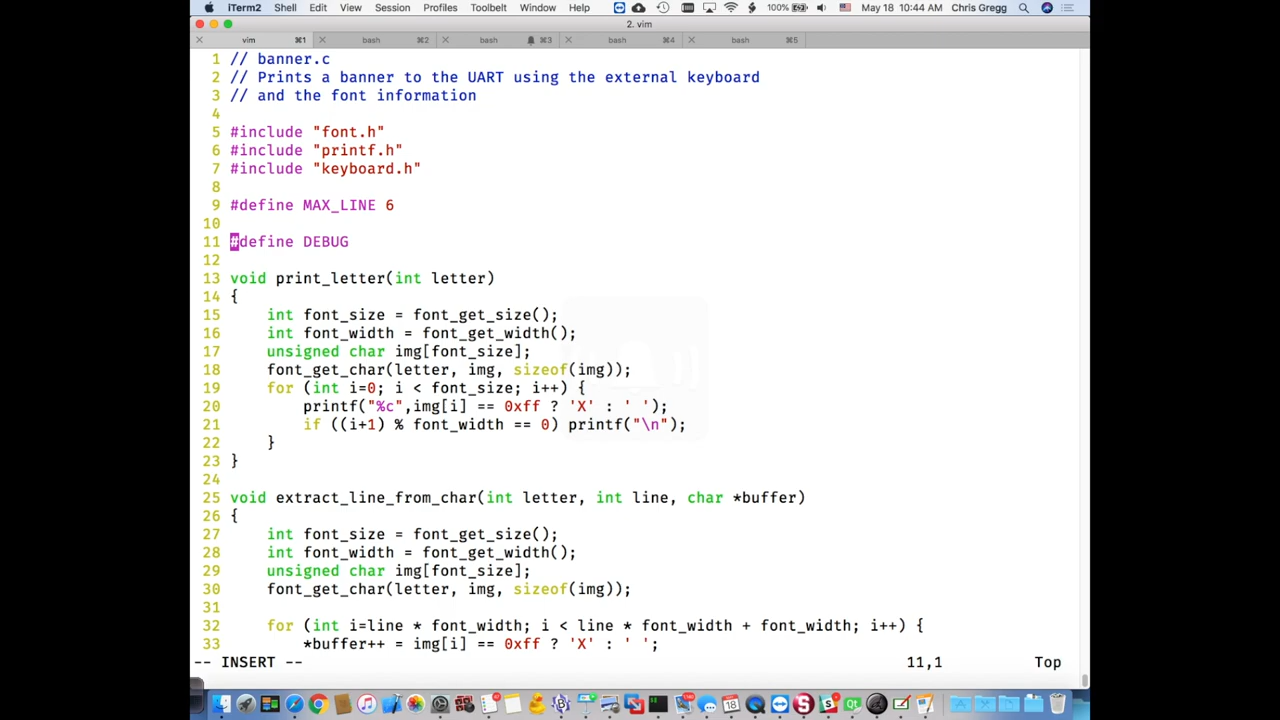 iTerm2 Shell Edit View Session Profiles Toolbelt Window Help 100% May 18 10:44 AM Chris Gregg
2. vim
vim ⌘1 bash ⌘2 bash ⌘3 bash ⌘4 bash ⌘5
1 // banner.c
2 // Prints a banner to the UART using the external keyboard
3 // and the font information
4
5 #include "font.h"
6 #include "printf.h"
7 #include "keyboard.h"
8
9 #define MAX_LINE 6
10
11 #define DEBUG
12
13 void print_letter(int letter)
14 {
15     int font_size = font_get_size();
16     int font_width = font_get_width();
17     unsigned char img[font_size];
18     font_get_char(letter, img, sizeof(img));
19     for (int i=0; i < font_size; i++) {
20         printf("%c",img[i] == 0xff ? 'X' : ' ');
21         if ((i+1) % font_width == 0) printf("\n");
22     }
23 }
24
25 void extract_line_from_char(int letter, int line, char *buffer)
26 {
27     int font_size = font_get_size();
28     int font_width = font_get_width();
29     unsigned char img[font_size];
30     font_get_char(letter, img, sizeof(img));
31
32     for (int i=line * font_width; i < line * font_width + font_width; i++) {
33         *buffer++ = img[i] == 0xff ? 'X' : ' ';
-- INSERT -- 11,1 Top